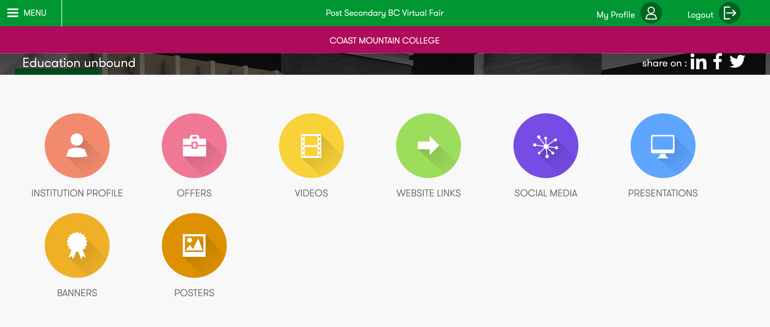 MENU
Post Secondary BC Virtual Fair
My Profile
Logout
COAST MOUNTAIN COLLEGE
Education unbound
share on :
INSTITUTION PROFILE
OFFERS
VIDEOS
WEBSITE LINKS
SOCIAL MEDIA
PRESENTATIONS
BANNERS
POSTERS